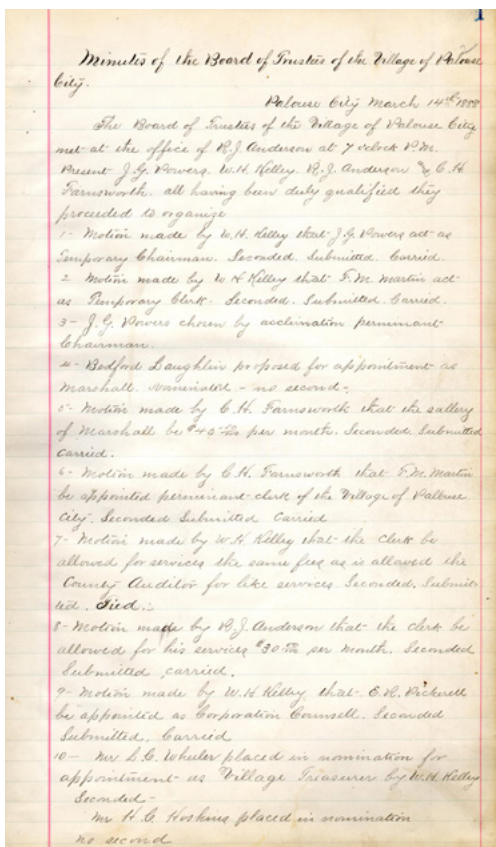 1
Minutes of the Board of Trustees of the Village of Palouse
City.
Palouse City March 14th 1888
The Board of Trustees of the Village of Palouse City
met at the office of R.J. Anderson at 7 oclock P.M.
Present J.G. Powers. W.H. Kelley. R.J. Anderson & C.H.
Farnsworth. all having been duly qualified they
proceeded to organize
1- Motion made by W.H. Kelley that J.G. Powers act as
Temporary Chairman. Seconded. Submitted. Carried.
2 Motion made by W H Kelley that F.M. Martin act
as Temporary Clerk. Seconded. Submitted. Carried.
3- J.G. Powers chosen by acclimation perminant
Chairman.
4- Bedford Laughlin proposed for appointment as
Marshall. nominated - no second -
5- Motion made by C.H. Farnsworth that the sallery
of Marshall be $45 per month. Seconded. Submitted
carried.
6- Motion made by C.H. Farnsworth that F.M. Martin
be appointed perminant clerk of the Village of Palouse
City. Seconded Submitted Carried
7- Motion made by W.H. Kelley that the Clerk be
allowed for services the same fees as is allowed the
County Auditor for like services Seconded. Submit-
ted. Tied.
8- Motion made by R.J. Anderson that the clerk be
allowed for his services $30 per month. Seconded
Submitted carried.
9- Motion made by W.H Kelley that E.K. Pickerell
be appointed as Corporation Counsell. Seconded
Submitted. Carried
10- Mr L.C. Wheeler placed in nomination for
appointment as Village Treasurer by W.H. Kelley
Seconded -
Mr H.C. Hoskins placed in nomination
no second